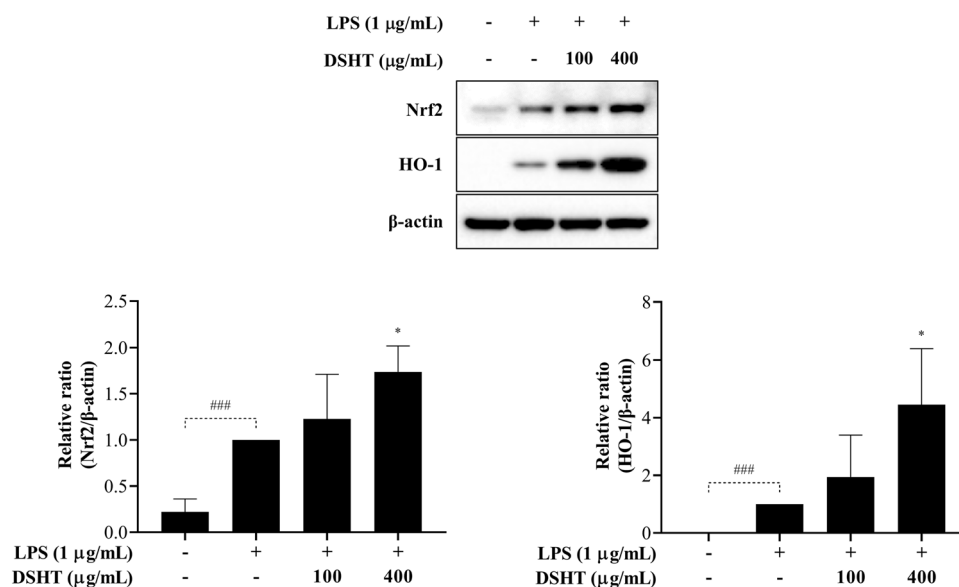 LPS (1 μg/mL) - + + +
DSHT (μg/mL) - - 100 400
Nrf2
HO-1
β-actin
Relative ratio
(Nrf2/β-actin)
2.5
2.0
1.5
1.0
0.5
0.0
###
*
LPS (1 μg/mL) - + + +
DSHT (μg/mL) - - 100 400
Relative ratio
(HO-1/β-actin)
8
6
4
2
0
###
*
LPS (1 μg/mL) - + + +
DSHT (μg/mL) - - 100 400